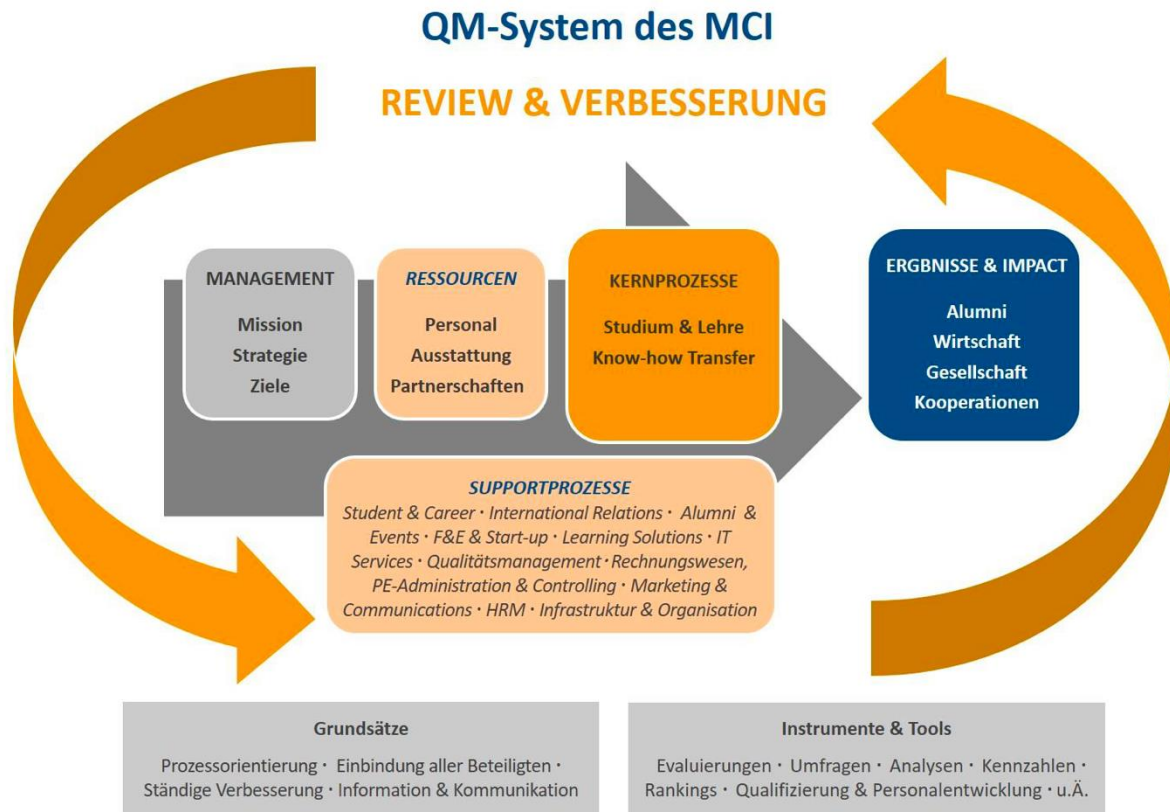 QM-System des MCI
REVIEW & VERBESSERUNG
MANAGEMENT
Mission
Strategie
Ziele
RESSOURCEN
Personal
Ausstattung
Partnerschaften
KERNPROZESSE
Studium & Lehre
Know-how Transfer
ERGBNISSE & IMPACT
Alumni
Wirtschaft
Gesellschaft
Kooperationen
SUPPORTPROZESSE
Student & Career · International Relations · Alumni &
Events · F&E & Start-up · Learning Solutions · IT
Services · Qualitätsmanagement · Rechnungswesen,
PE-Administration & Controlling · Marketing &
Communications · HRM · Infrastruktur & Organisation
Grundsätze
Prozessorientierung · Einbindung aller Beteiligten ·
Ständige Verbesserung · Information & Kommunikation
Instrumente & Tools
Evaluierungen · Umfragen · Analysen · Kennzahlen ·
Rankings · Qualifizierung & Personalentwicklung · u.Ä.